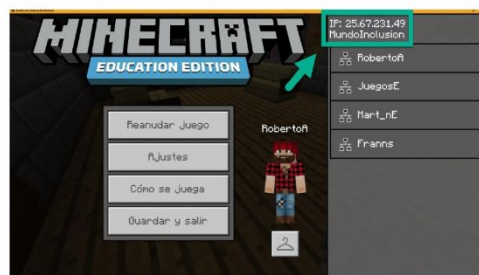 MINECRAFT
EDUCATION EDITION
Reanudar juego
Ajustes
Cómo se juega
Guardar y salir
RobertoA
IP: 25.67.231.49
MundoInclusion
RobertoA
JuegosE
Mart_nE
Franns